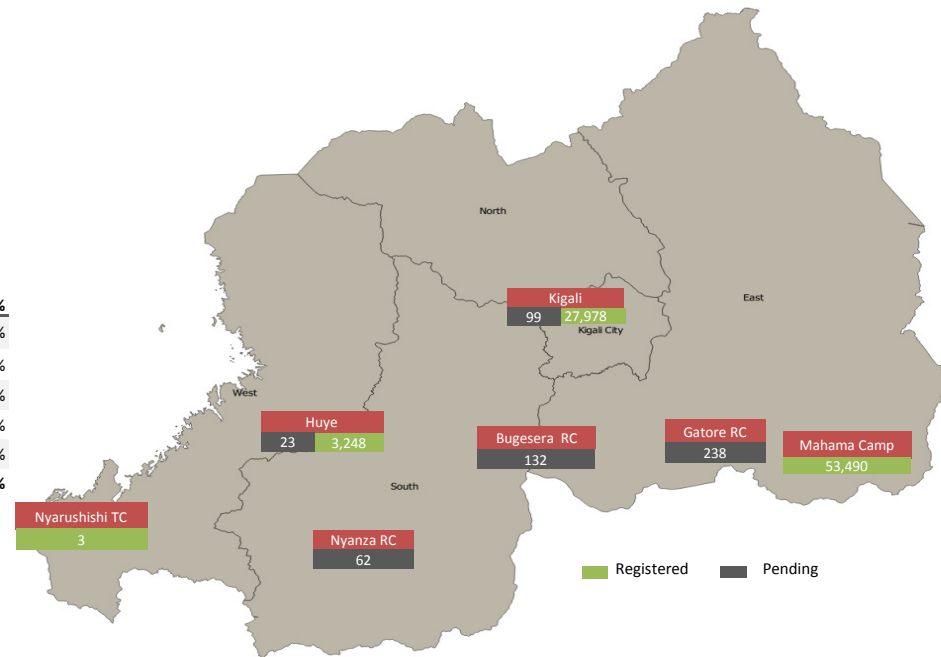 North
East
Kigali
99 27,978
Kigali City
%
%
%
%
%
%
%
West
Huye
23 3,248
Bugesera RC
132
Gatore RC
238
Mahama Camp
53,490
South
Nyarushishi TC
3
Nyanza RC
62
Registered Pending